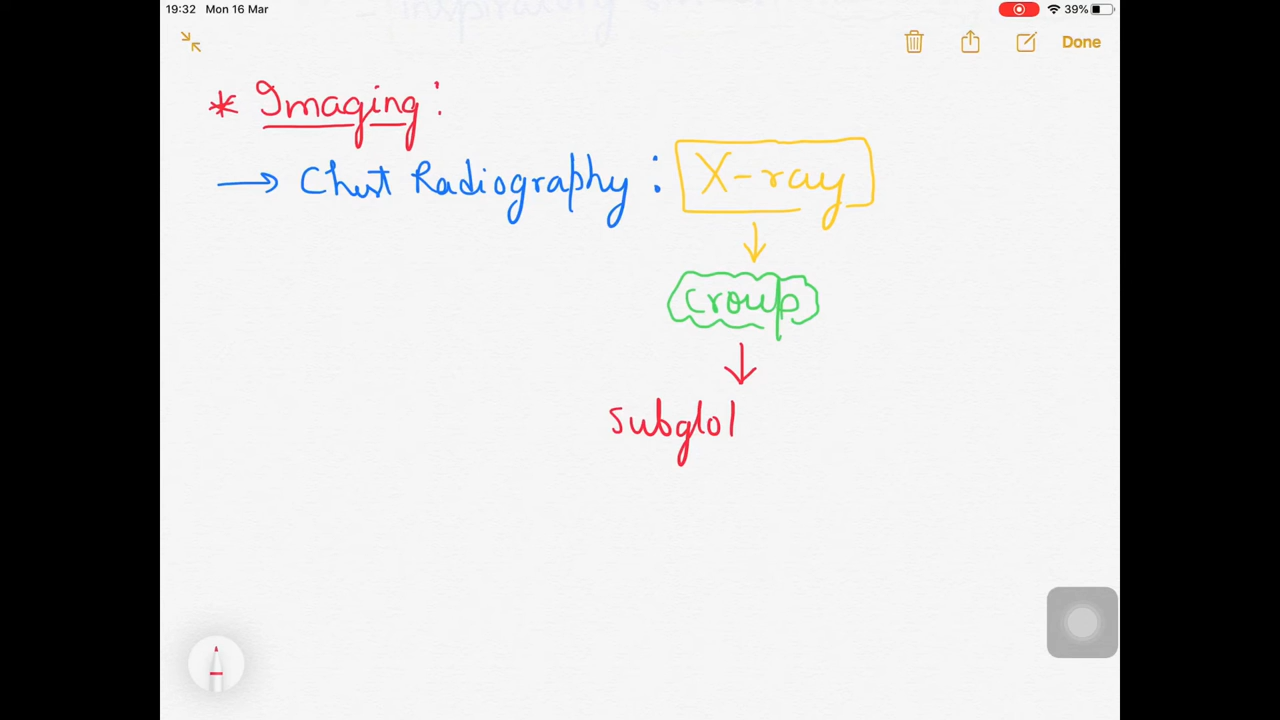 19:32 Mon 16 Mar 39%
Done
* Imaging:
→ Chest Radiography: X-ray
↓
Croup
↓
Subglot